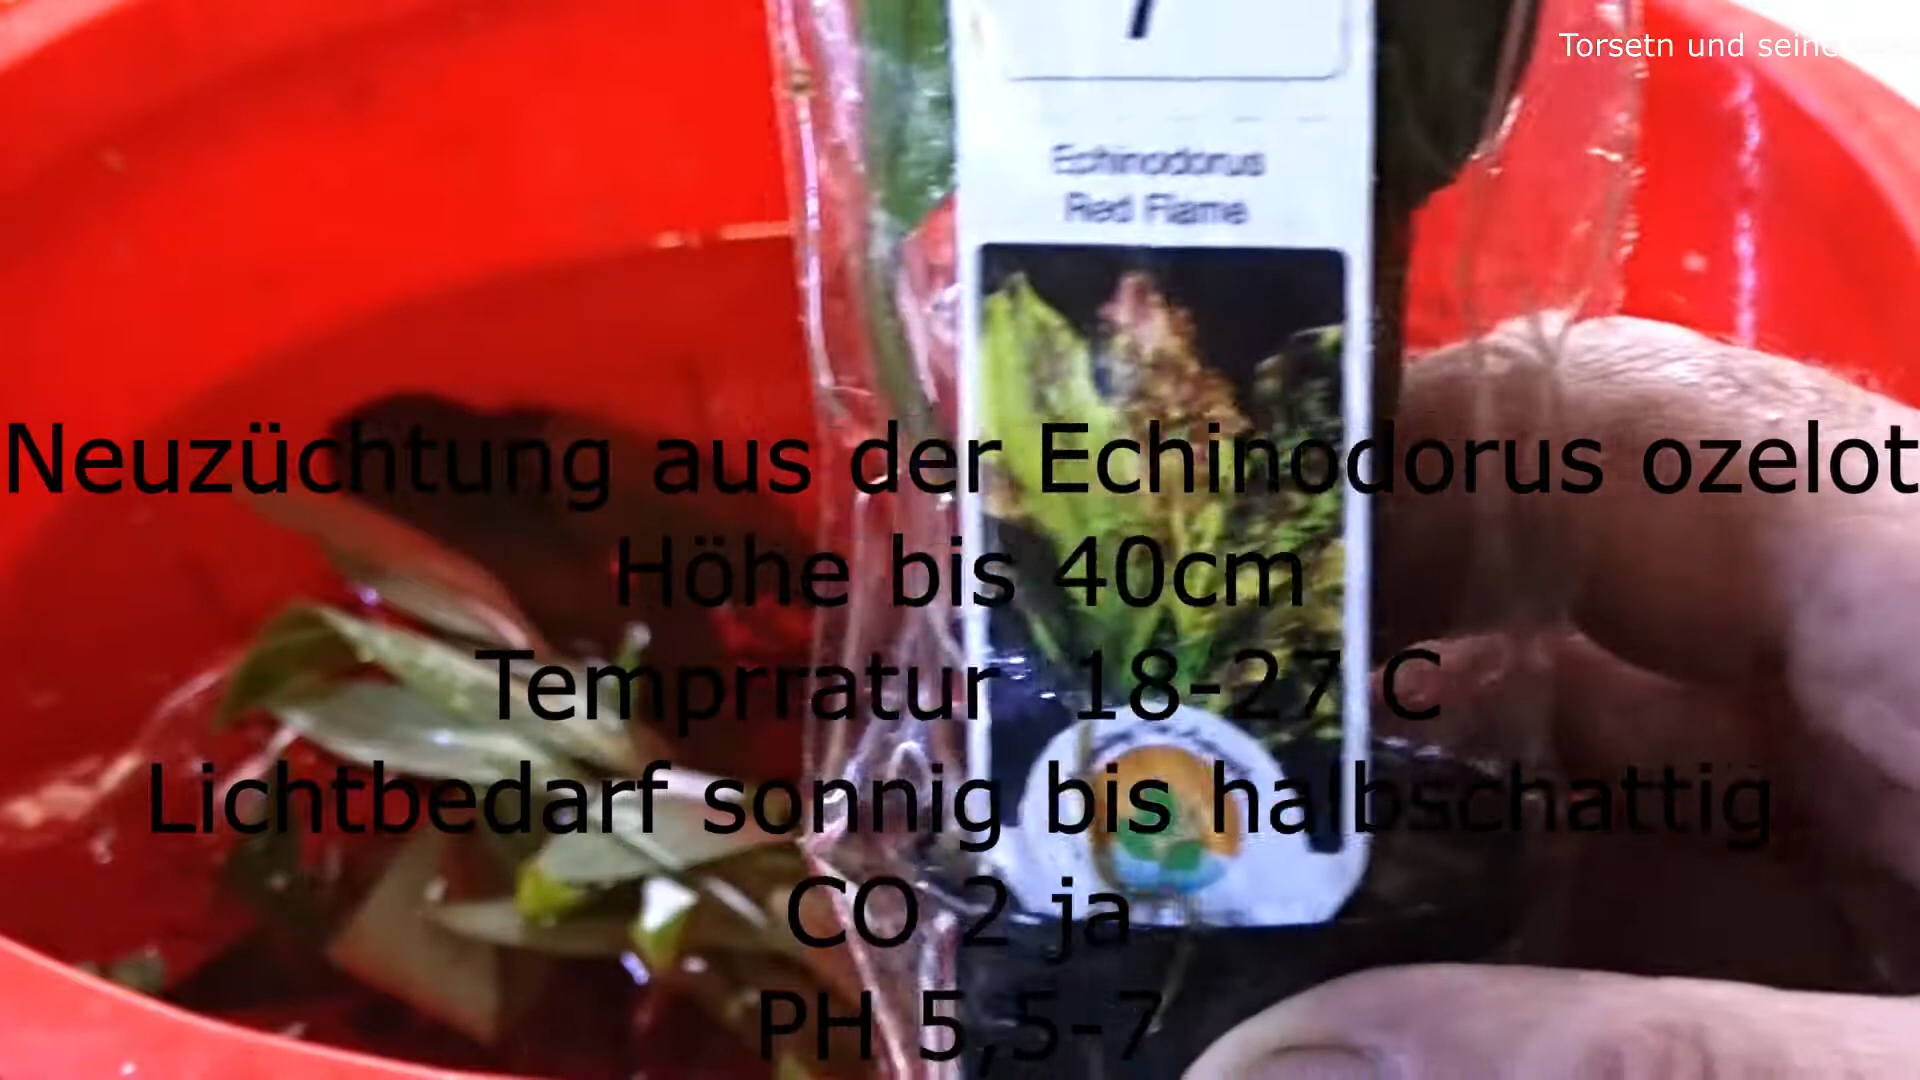 Torsetn und seine
7
Echinodorus
Red Flame
Neuzüchtung aus der Echinodorus ozelot
Höhe bis 40cm
Temprratur 18-27 C
Lichtbedarf sonnig bis halbschattig
CO 2 ja
PH 5,5-7